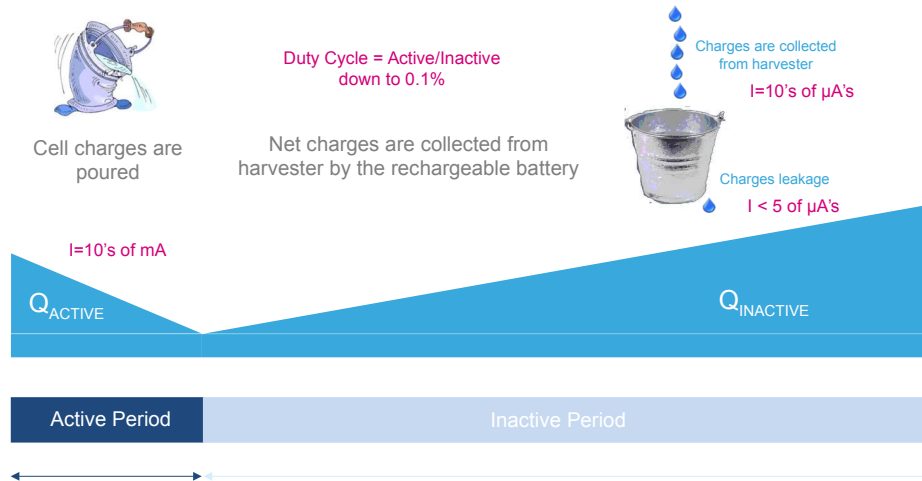 Duty Cycle = Active/Inactive
down to 0.1%
Charges are collected
from harvester
I=10’s of µA’s
Cell charges are
poured
Net charges are collected from
harvester by the rechargeable battery
Charges leakage
I < 5 of µA’s
I=10’s of mA
QACTIVE
QINACTIVE
Active Period
Inactive Period